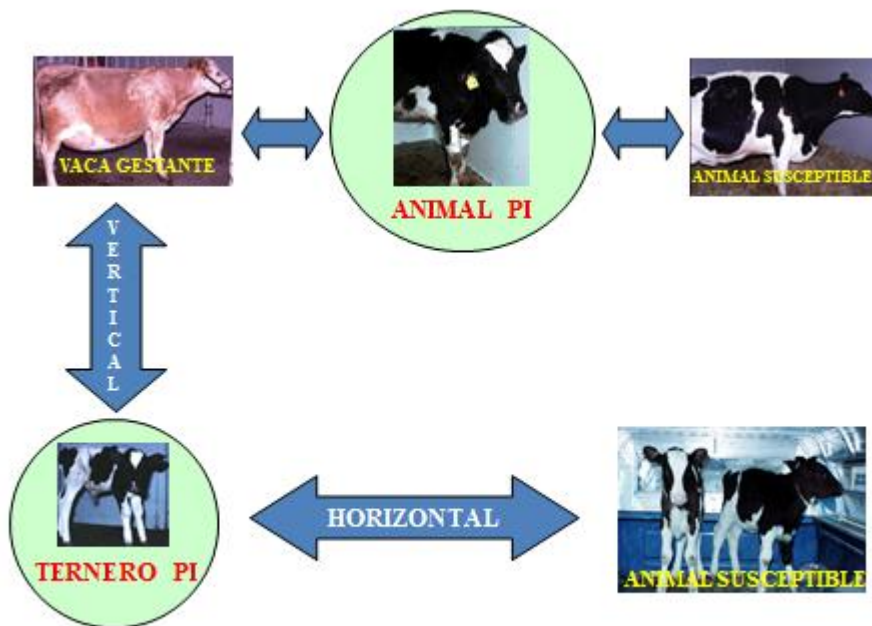 VACA GESTANTE
ANIMAL PI
ANIMAL SUSCEPTIBLE
VERTICAL
TERNERO PI
HORIZONTAL
ANIMAL SUSCEPTIBLE